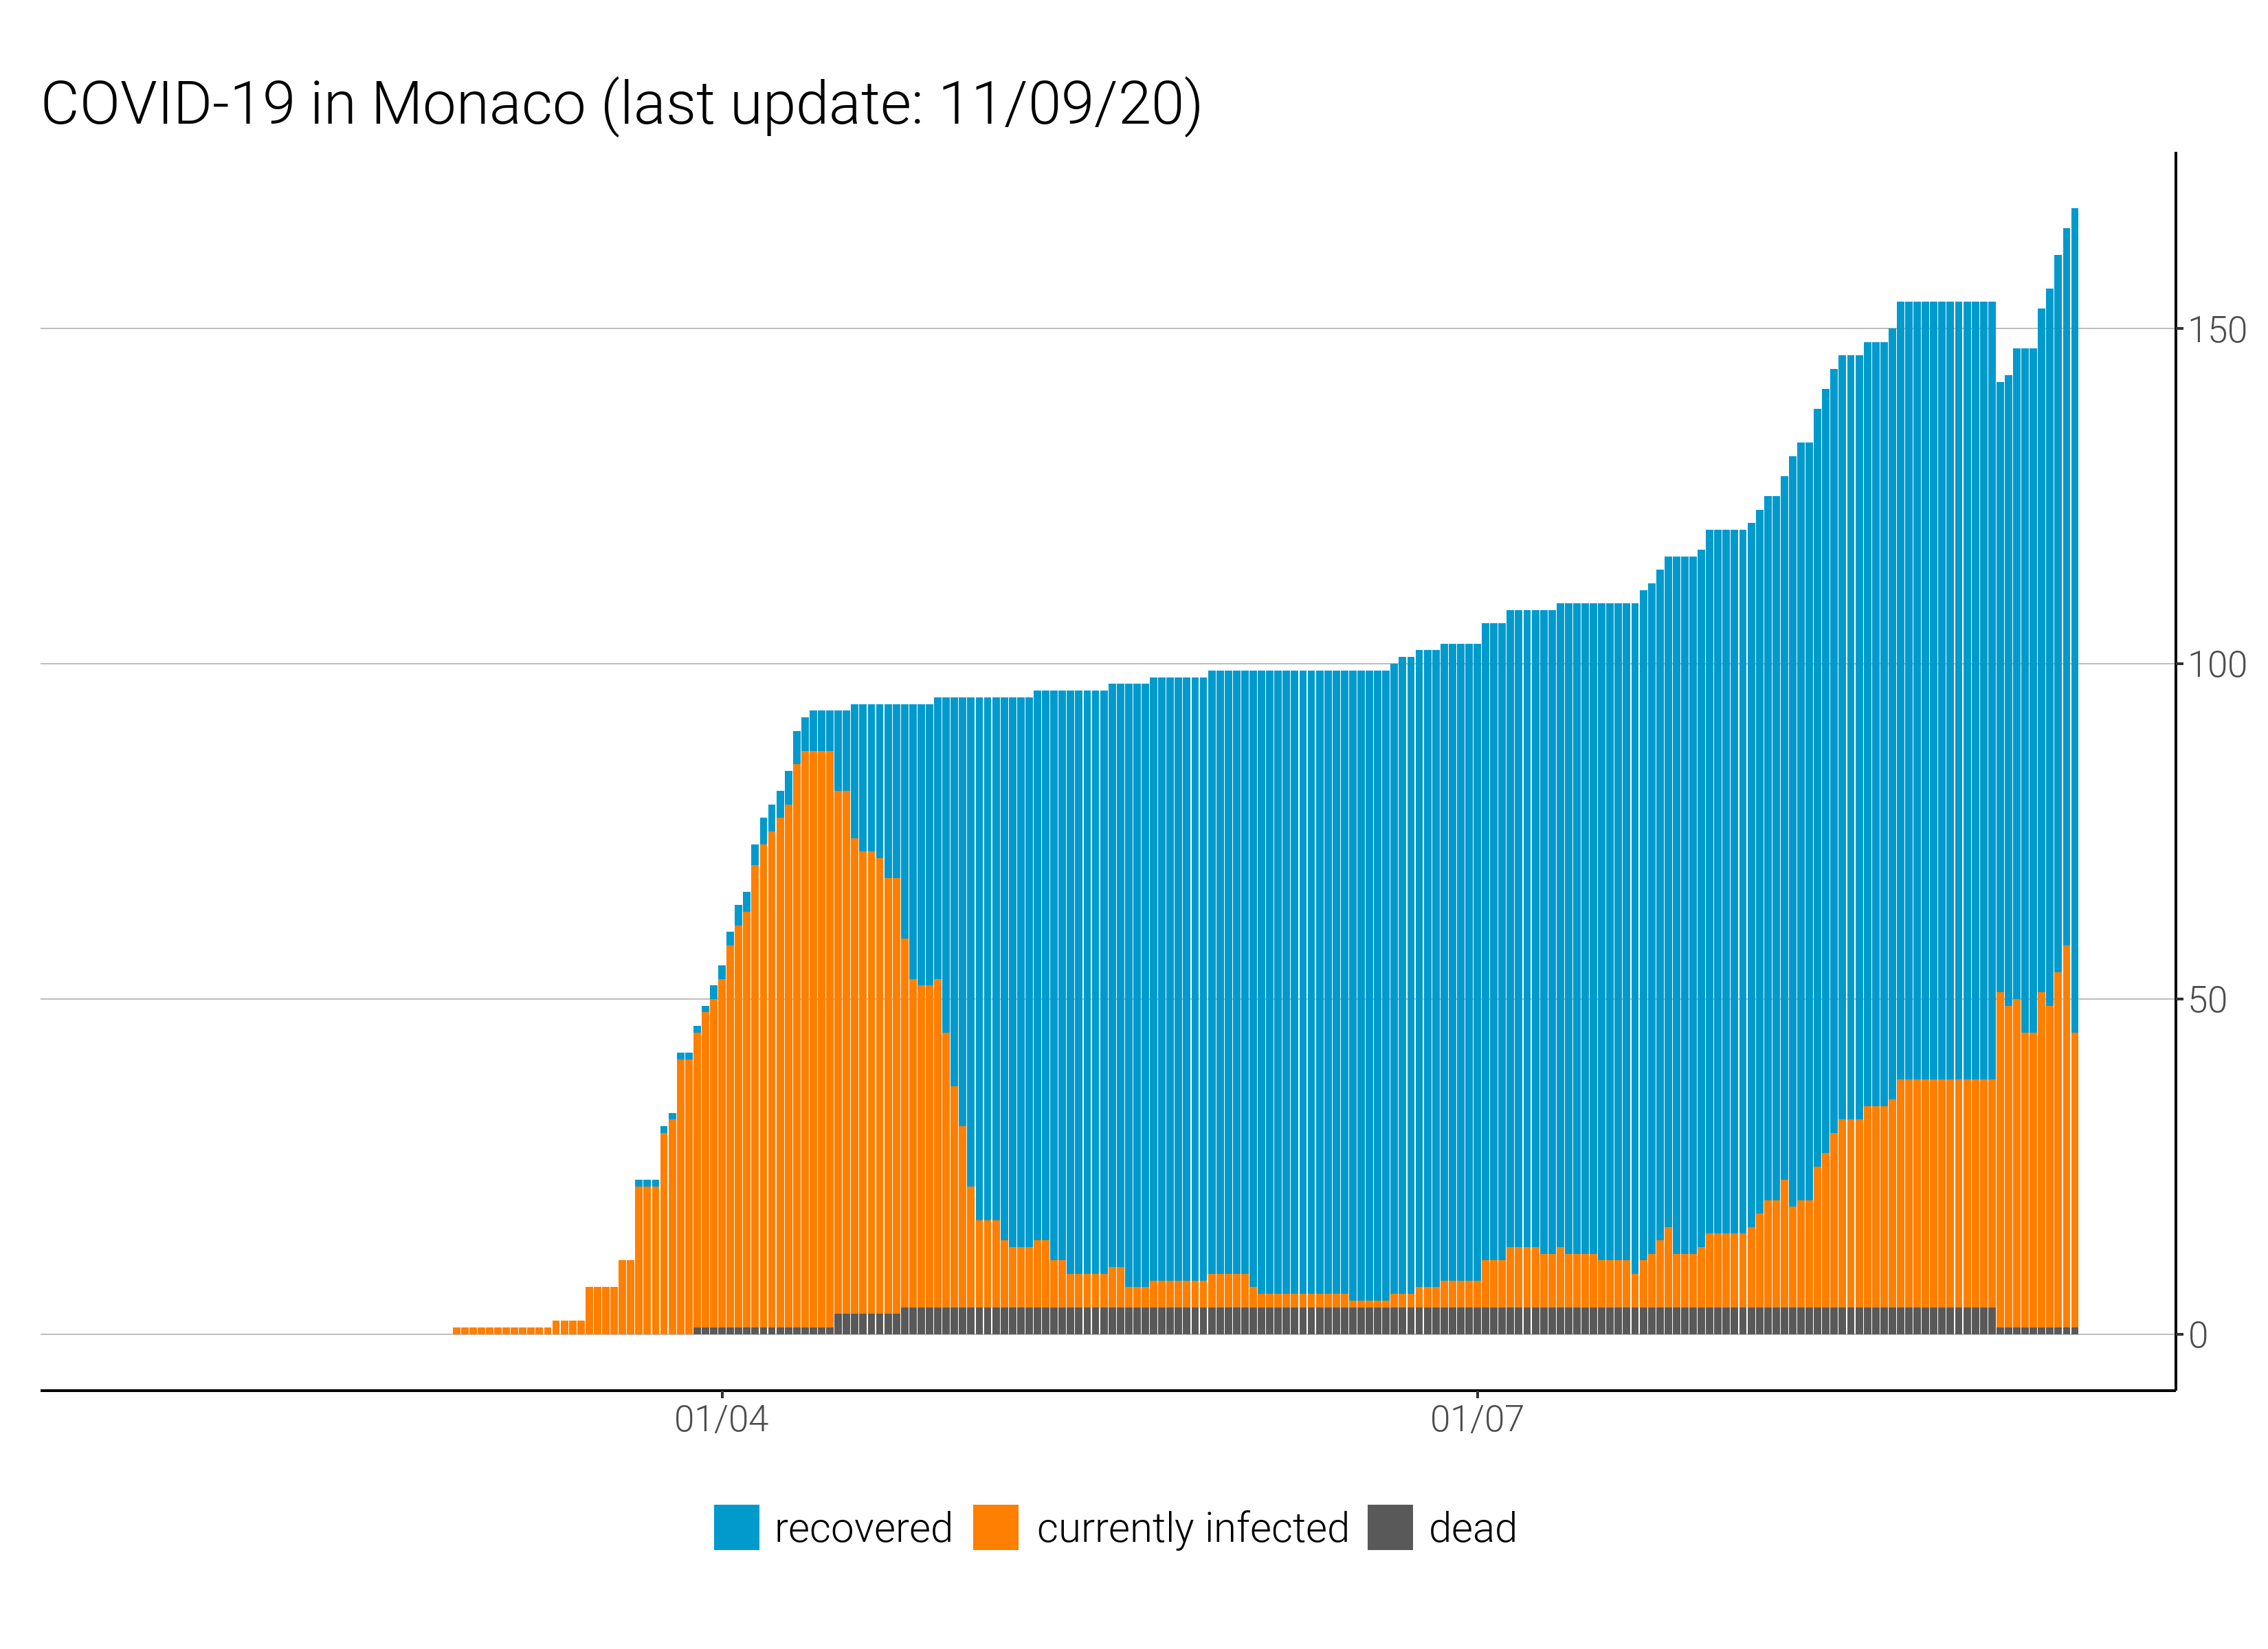 COVID-19 in Monaco (last update: 11/09/20)
150
100
50
0
01/04 01/07
recovered currently infected dead